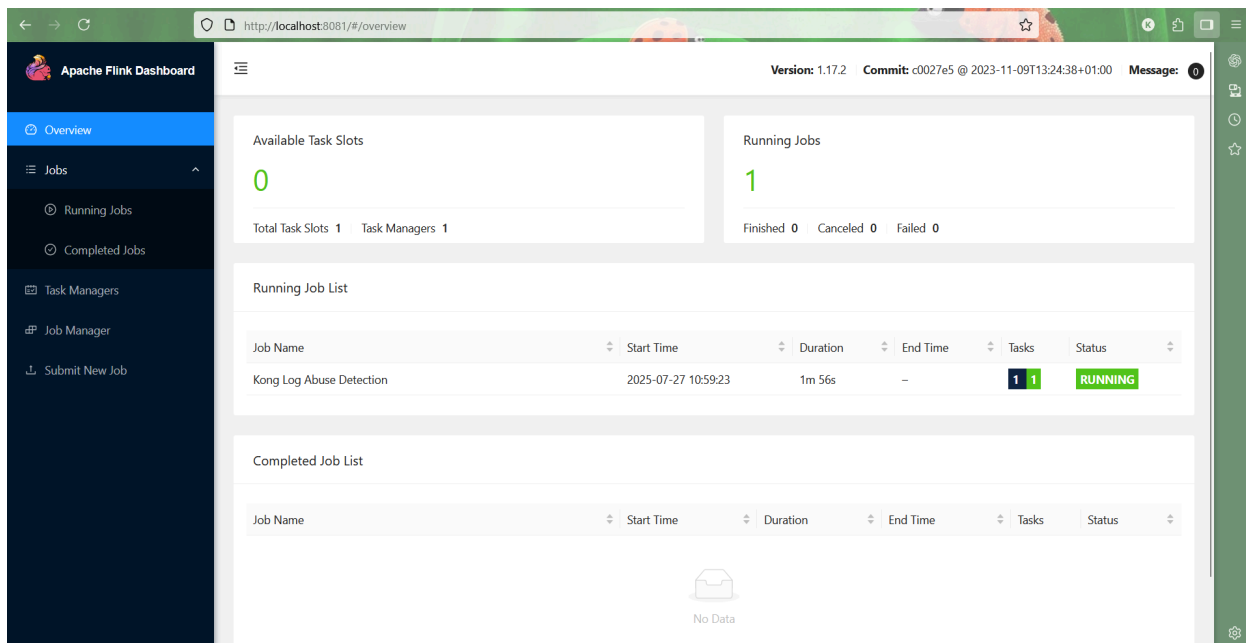 http://localhost:8081/#/overview
K
Apache Flink Dashboard
Version: 1.17.2 Commit: c0027e5 @ 2023-11-09T13:24:38+01:00 Message: 0
Overview
Jobs
Running Jobs
Completed Jobs
Task Managers
Job Manager
Submit New Job
Available Task Slots
0
Total Task Slots 1 Task Managers 1
Running Jobs
1
Finished 0 Canceled 0 Failed 0
Running Job List
Job Name Start Time Duration End Time Tasks Status
Kong Log Abuse Detection 2025-07-27 10:59:23 1m 56s – 1 1 RUNNING
Completed Job List
Job Name Start Time Duration End Time Tasks Status
No Data